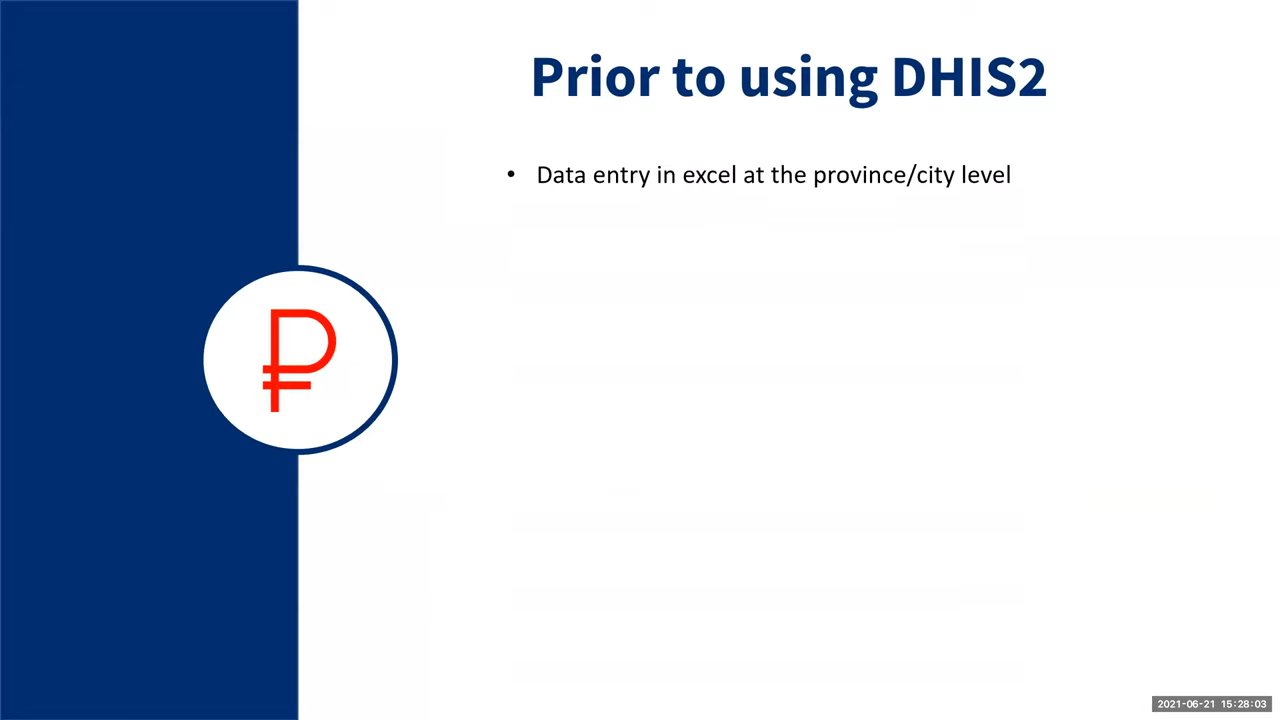 Prior to using DHIS2
• Data entry in excel at the province/city level
₽
2021-06-21 15:28:03